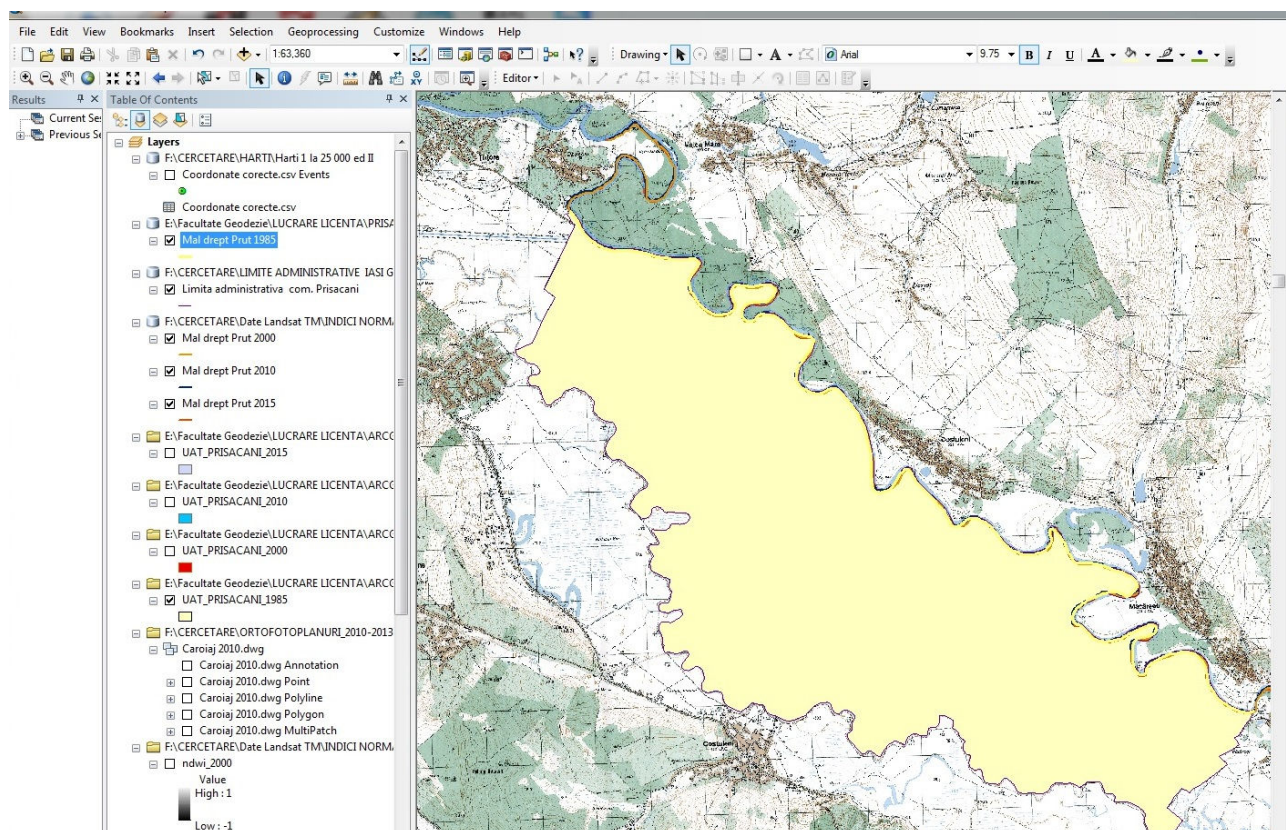 File Edit View Bookmarks Insert Selection Geoprocessing Customize Windows Help
1:63,360 Drawing Arial 9.75 B I U A
Editor
Results Table Of Contents
Current Se
Previous Se
Layers
F:\CERCETARE\HARTI\Harti 1 la 25 000 ed II
Coordonate corecte.csv Events
Coordonate corecte.csv
E:\Facultate Geodezie\LUCRARE LICENTA\PRISA
Mal drept Prut 1985
F:\CERCETARE\LIMITE ADMINISTRATIVE IASI G
Limita administrativa com. Prisacani
F:\CERCETARE\Date Landsat TM\INDICI NORM
Mal drept Prut 2000
Mal drept Prut 2010
Mal drept Prut 2015
E:\Facultate Geodezie\LUCRARE LICENTA\ARCG
UAT_PRISACANI_2015
E:\Facultate Geodezie\LUCRARE LICENTA\ARCG
UAT_PRISACANI_2010
E:\Facultate Geodezie\LUCRARE LICENTA\ARCG
UAT_PRISACANI_2000
E:\Facultate Geodezie\LUCRARE LICENTA\ARCG
UAT_PRISACANI_1985
F:\CERCETARE\ORTOFOTOPLANURI_2010-2013
Caroiaj 2010.dwg
Caroiaj 2010.dwg Annotation
Caroiaj 2010.dwg Point
Caroiaj 2010.dwg Polyline
Caroiaj 2010.dwg Polygon
Caroiaj 2010.dwg MultiPatch
F:\CERCETARE\Date Landsat TM\INDICI NORM
ndwi_2000
Value
High : 1
Low : -1
Valea Mare
Costuleni
Macareşti
Costuleni